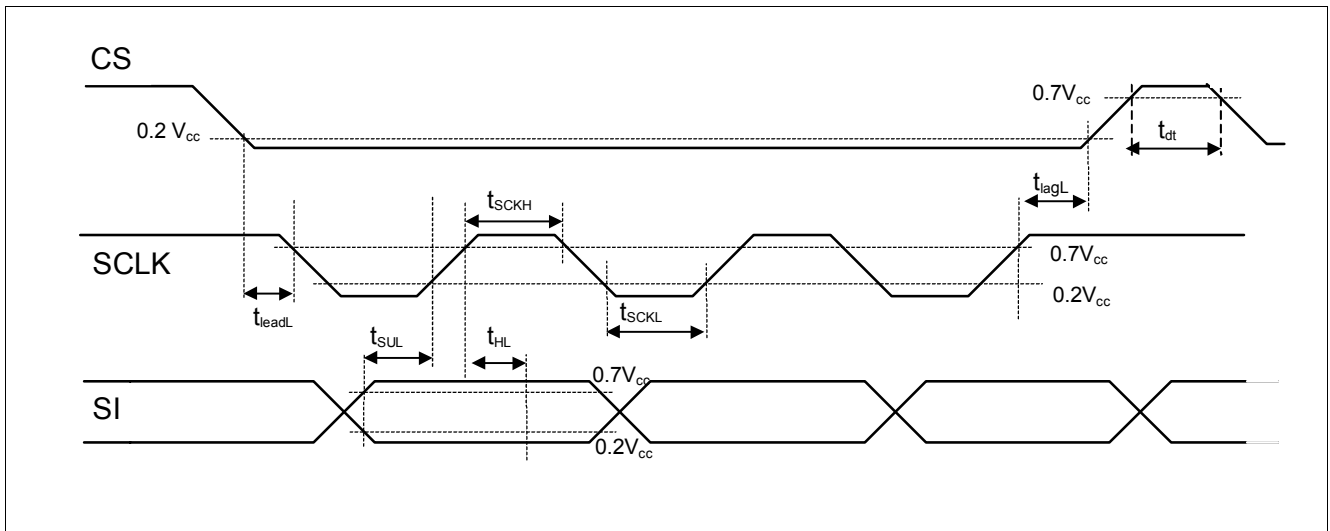 CS
0.7Vcc
0.2 Vcc
tdt
tlagL
tSCKH
SCLK
0.7Vcc
0.2Vcc
tleadL
tSCKL
tSUL
tHL
0.7Vcc
SI
0.2Vcc